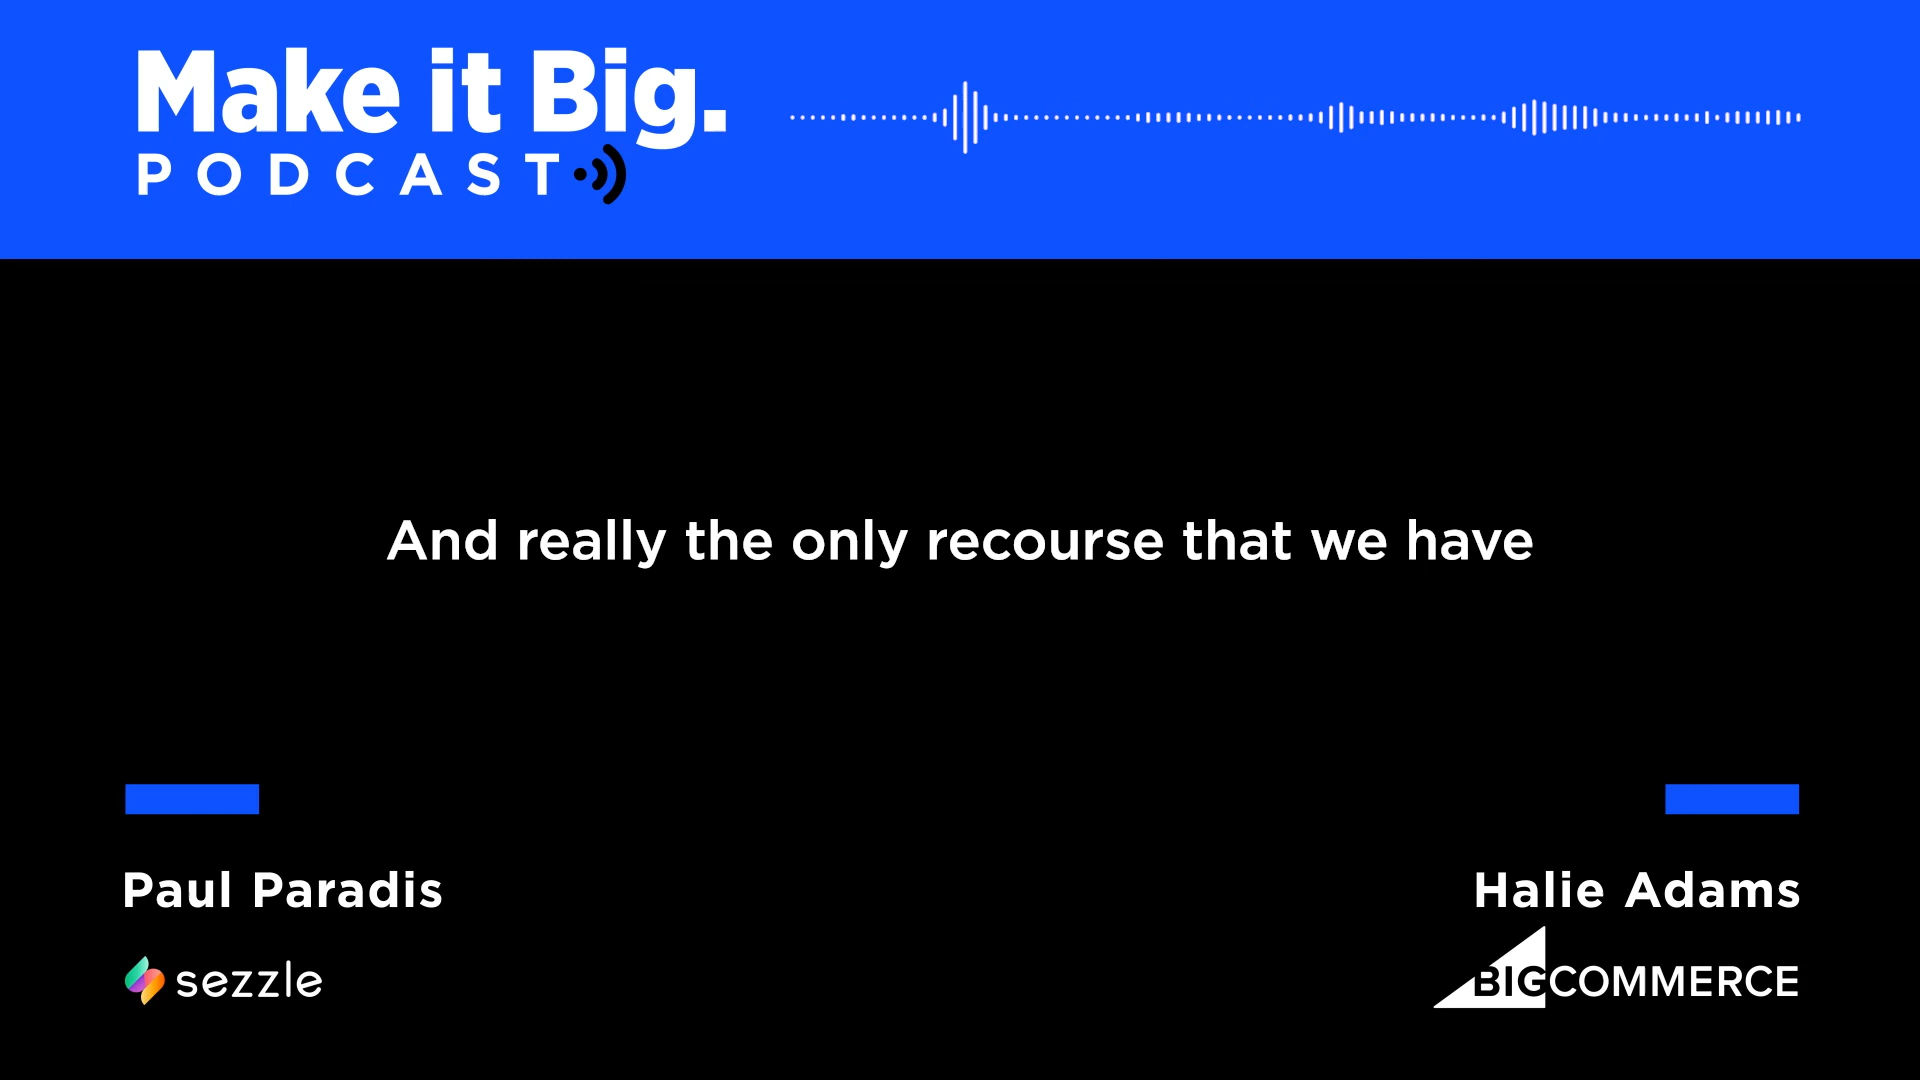 Make it Big.
PODCAST
And really the only recourse that we have
Paul Paradis
Halie Adams
sezzle
BIGCOMMERCE